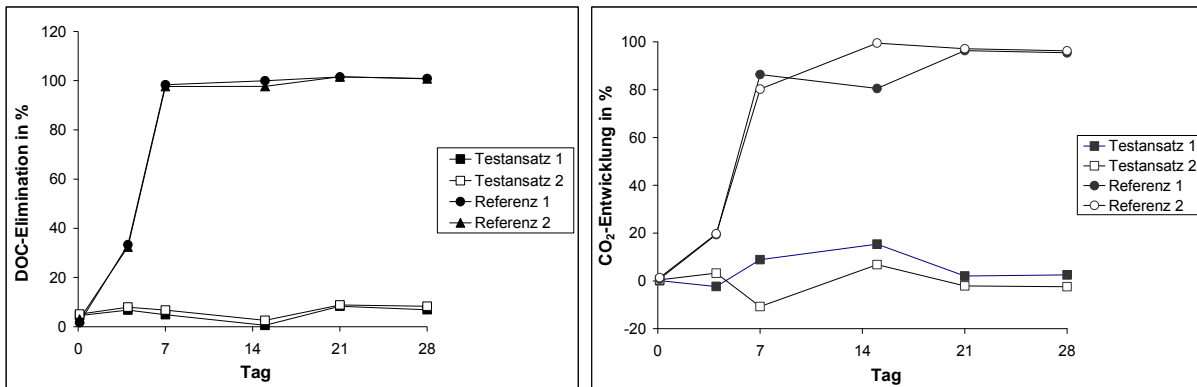 DOC-Elimination in %
120
100
80
60
40
20
0
0 7 14 21 28
Tag
Testansatz 1
Testansatz 2
Referenz 1
Referenz 2
CO₂-Entwicklung in %
100
80
60
40
20
0
-20
0 7 14 21 28
Tag
Testansatz 1
Testansatz 2
Referenz 1
Referenz 2